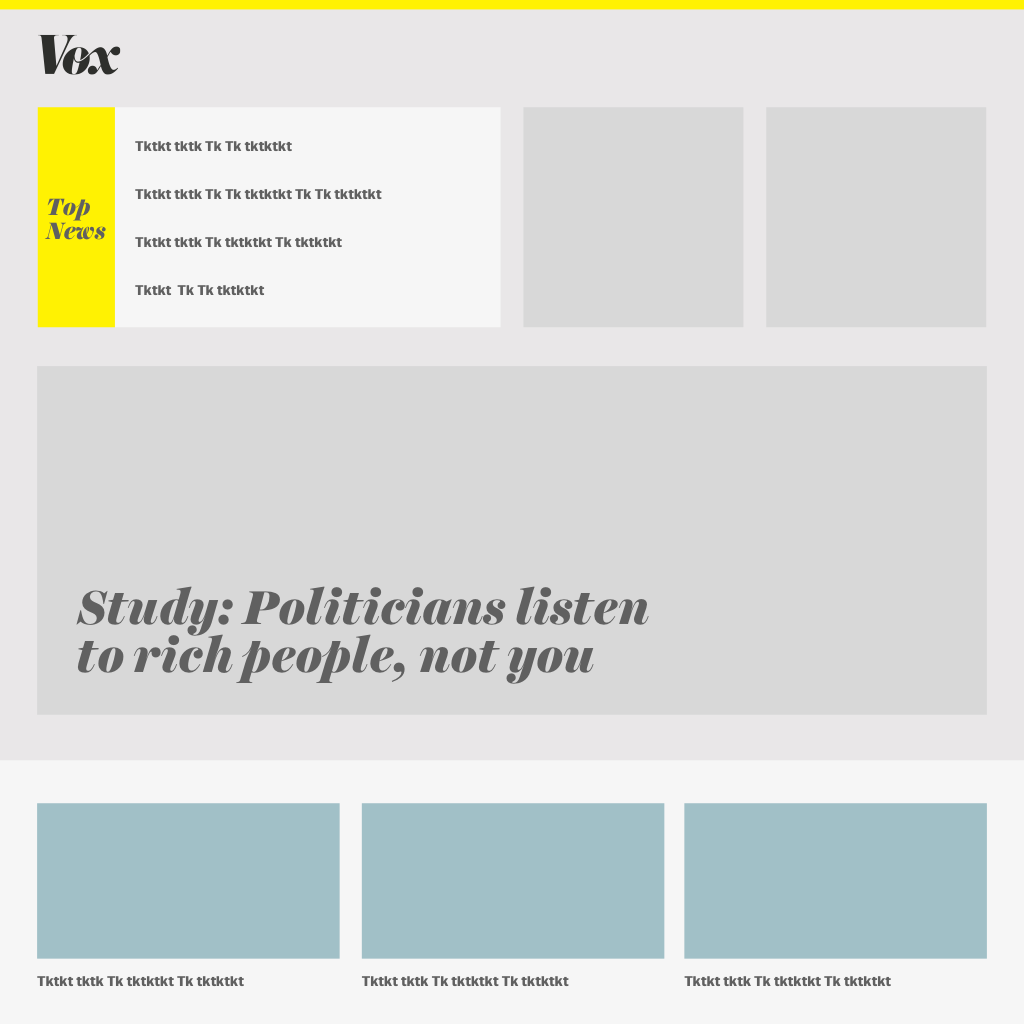 Vox
Top
News
Tktkt tktk Tk Tk tktktkt
Tktkt tktk Tk Tk tktktkt Tk Tk tktktkt
Tktkt tktk Tk tktktkt Tk tktktkt
Tktkt  Tk Tk tktktkt
Study: Politicians listen
to rich people, not you
Tktkt tktk Tk tktktkt Tk tktktkt
Tktkt tktk Tk tktktkt Tk tktktkt
Tktkt tktk Tk tktktkt Tk tktktkt